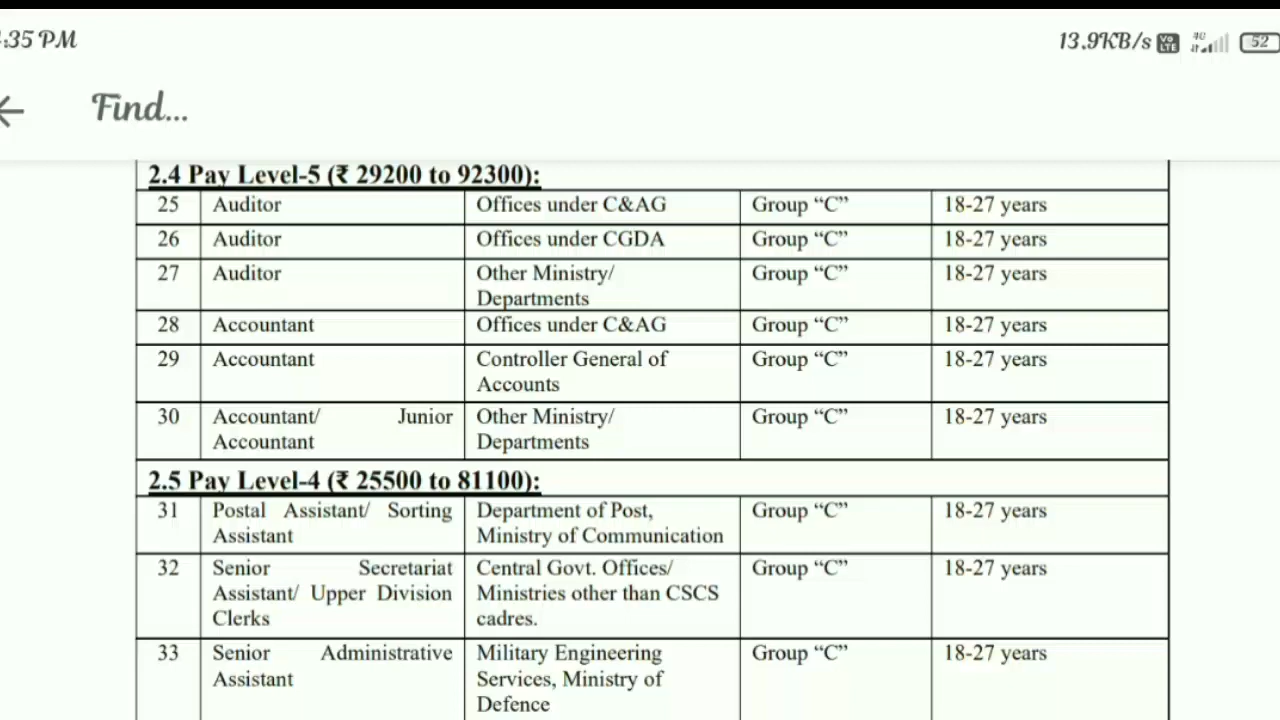 :35 PM 13.9KB/s Vo LTE 4G 52
Find...
2.4 Pay Level-5 (₹ 29200 to 92300):
25 Auditor Offices under C&AG Group “C” 18-27 years
26 Auditor Offices under CGDA Group “C” 18-27 years
27 Auditor Other Ministry/ Group “C” 18-27 years
Departments
28 Accountant Offices under C&AG Group “C” 18-27 years
29 Accountant Controller General of Group “C” 18-27 years
Accounts
30 Accountant/ Junior Other Ministry/ Group “C” 18-27 years
Accountant Departments
2.5 Pay Level-4 (₹ 25500 to 81100):
31 Postal Assistant/ Sorting Department of Post, Group “C” 18-27 years
Assistant Ministry of Communication
32 Senior Secretariat Central Govt. Offices/ Group “C” 18-27 years
Assistant/ Upper Division Ministries other than CSCS
Clerks cadres.
33 Senior Administrative Military Engineering Group “C” 18-27 years
Assistant Services, Ministry of
Defence